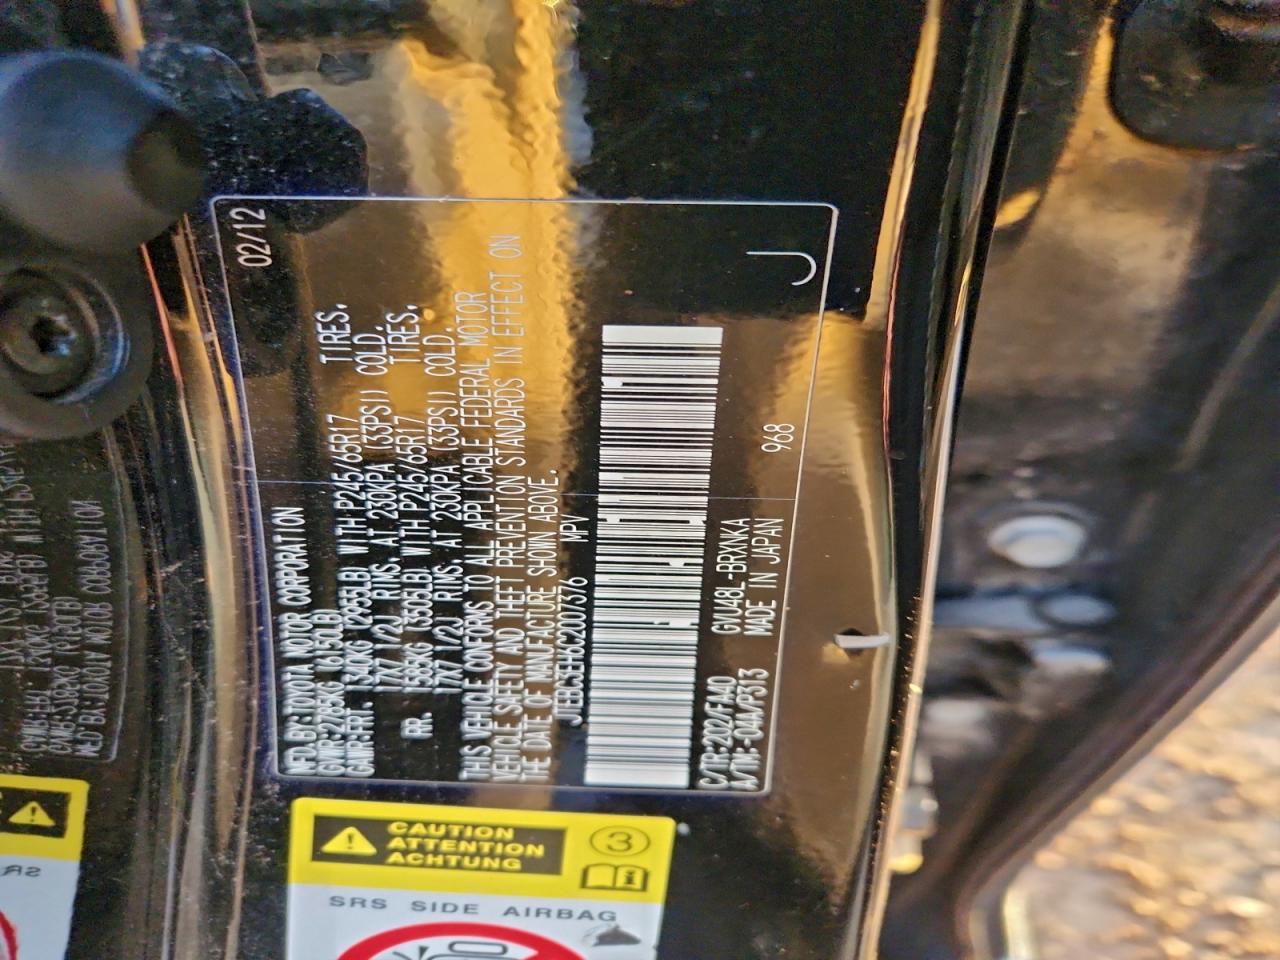 MFD.BY:TOYOTA MOTOR CORPORATION 02/12
GVWR:2785KG (6150LB)
GAWR:FRT. 1340KG (2955LB) WITH P245/65R17 TIRES.
17X7 1/2J RIMS. AT 230KPA (33PSI) COLD.
RR. (3505LB) WITH P245/65R17 TIRES.
17X7 1/2J RIMS. AT 230KPA (33PSI) COLD.
THIS VEHICLE CONFORMS TO ALL APPLICABLE FEDERAL MOTOR
VEHICLE SAFETY AND THEFT PREVENTION STANDARDS IN EFFECT ON
THE DATE OF MANUFACTURE SHOWN ABOVE.
MPV
C/TR:202/FA40 GVU48L-BRXNKA
A/TM:-04A/P313 MADE IN JAPAN 968
J
CAUTION
ATTENTION
ACHTUNG
3
SRS SIDE AIRBAG